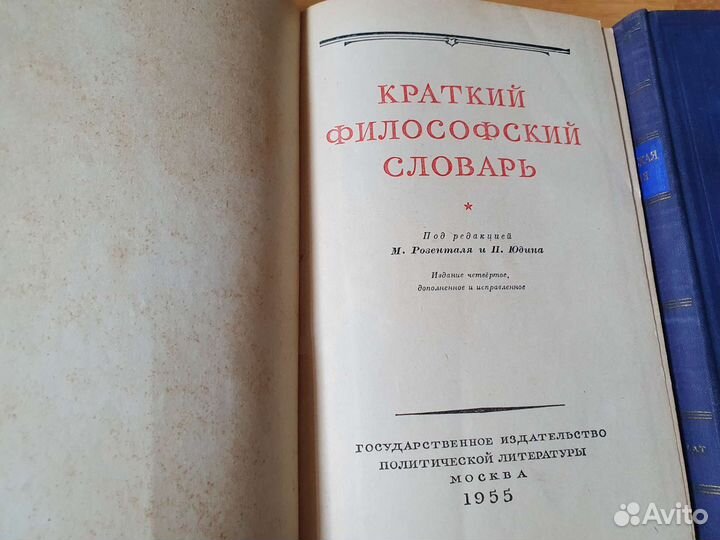 КРАТКИЙ
ФИЛОСОФСКИЙ
СЛОВАРЬ
Под редакцией
М. Розенталя и П. Юдина
Издание четвёртое,
дополненное и исправленное
ГОСУДАРСТВЕННОЕ ИЗДАТЕЛЬСТВО
ПОЛИТИЧЕСКОЙ ЛИТЕРАТУРЫ
МОСКВА
1955
Avito